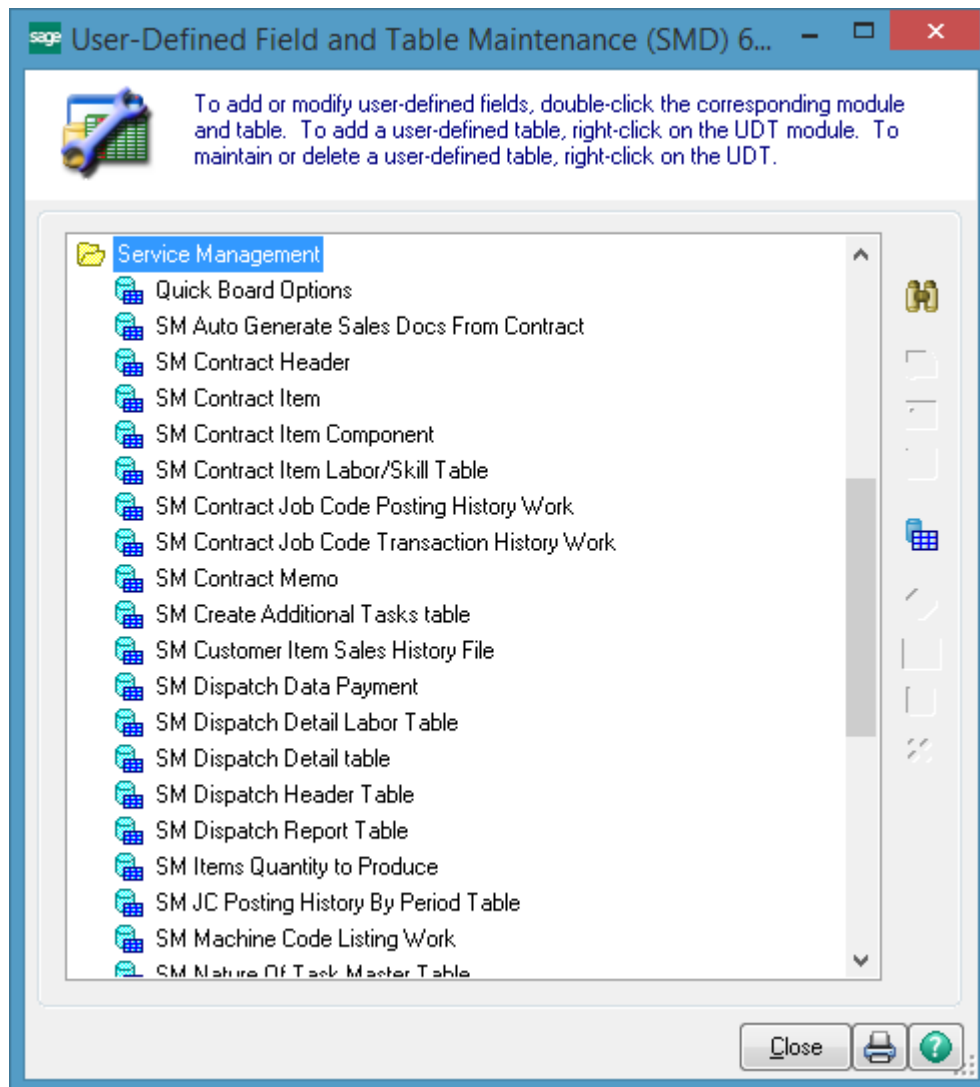 sage User-Defined Field and Table Maintenance (SMD) 6...
To add or modify user-defined fields, double-click the corresponding module
and table. To add a user-defined table, right-click on the UDT module. To
maintain or delete a user-defined table, right-click on the UDT.
Service Management
Quick Board Options
SM Auto Generate Sales Docs From Contract
SM Contract Header
SM Contract Item
SM Contract Item Component
SM Contract Item Labor/Skill Table
SM Contract Job Code Posting History Work
SM Contract Job Code Transaction History Work
SM Contract Memo
SM Create Additional Tasks table
SM Customer Item Sales History File
SM Dispatch Data Payment
SM Dispatch Detail Labor Table
SM Dispatch Detail table
SM Dispatch Header Table
SM Dispatch Report Table
SM Items Quantity to Produce
SM JC Posting History By Period Table
SM Machine Code Listing Work
SM Nature Of Task Master Table
Close